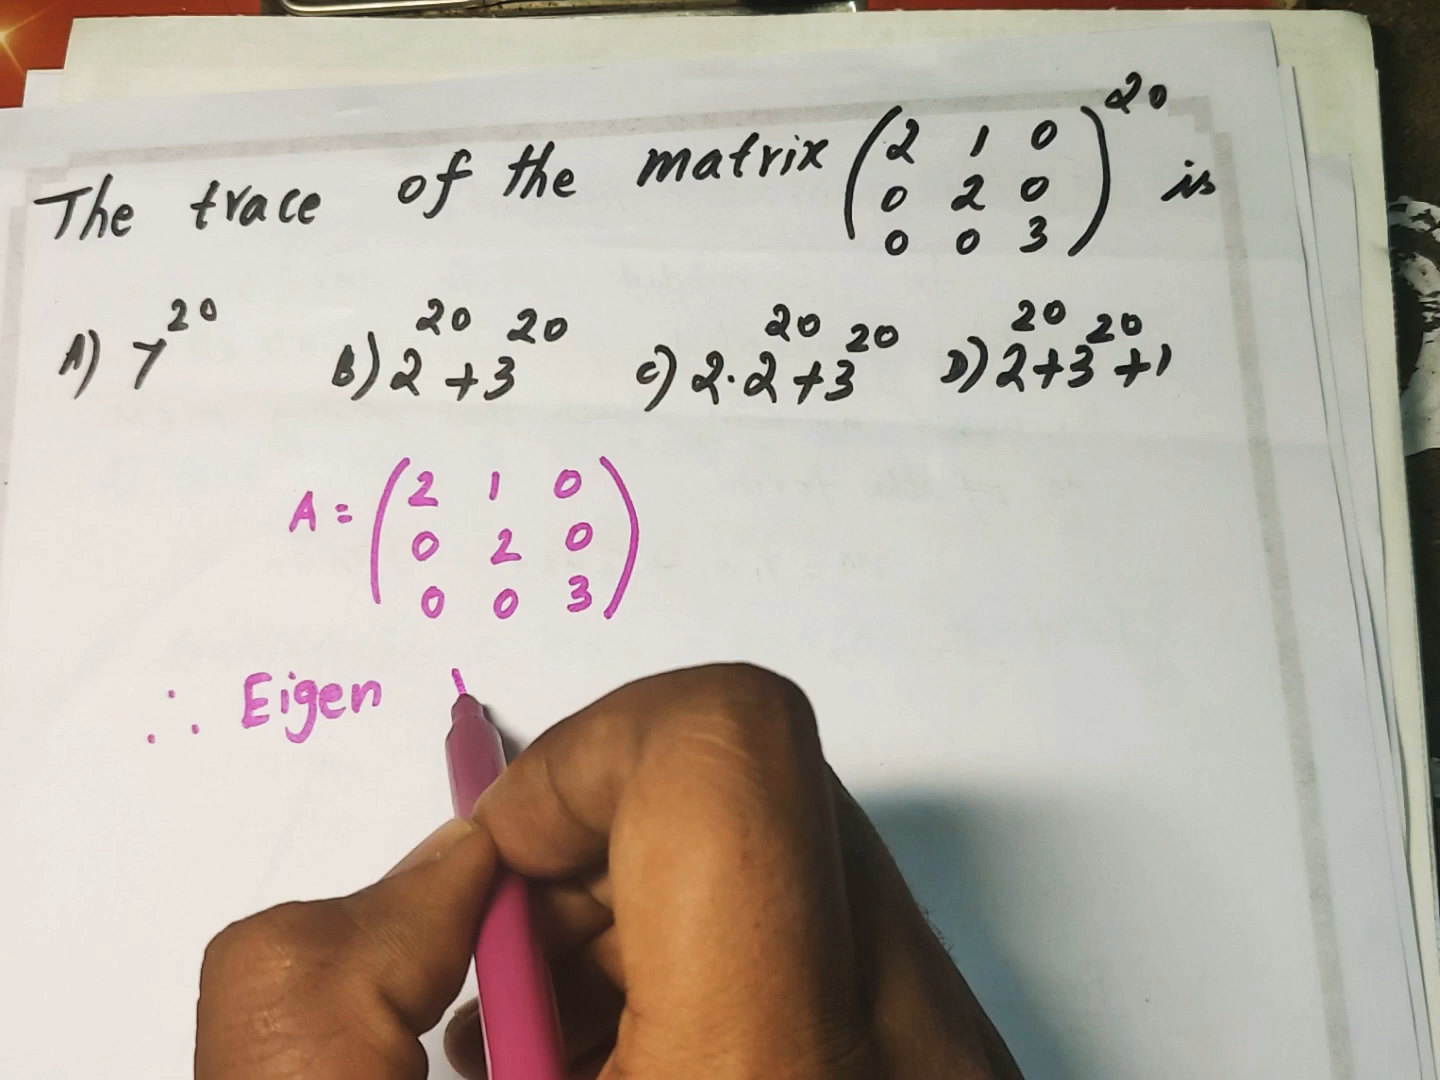 The trace of the matrix (2 1 0
0 2 0
0 0 3)^20 is
A) 7^20 B) 2^20+3^20 C) 2·2^20+3^20 D) 2^20+3^20+1
A = (2 1 0
0 2 0
0 0 3)
∴ Eigen